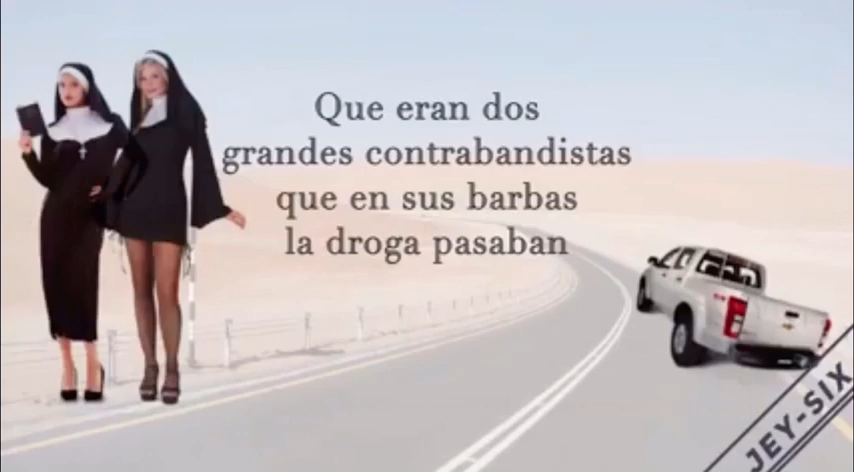 Que eran dos
grandes contrabandistas
que en sus barbas
la droga pasaban
JEY-SIX